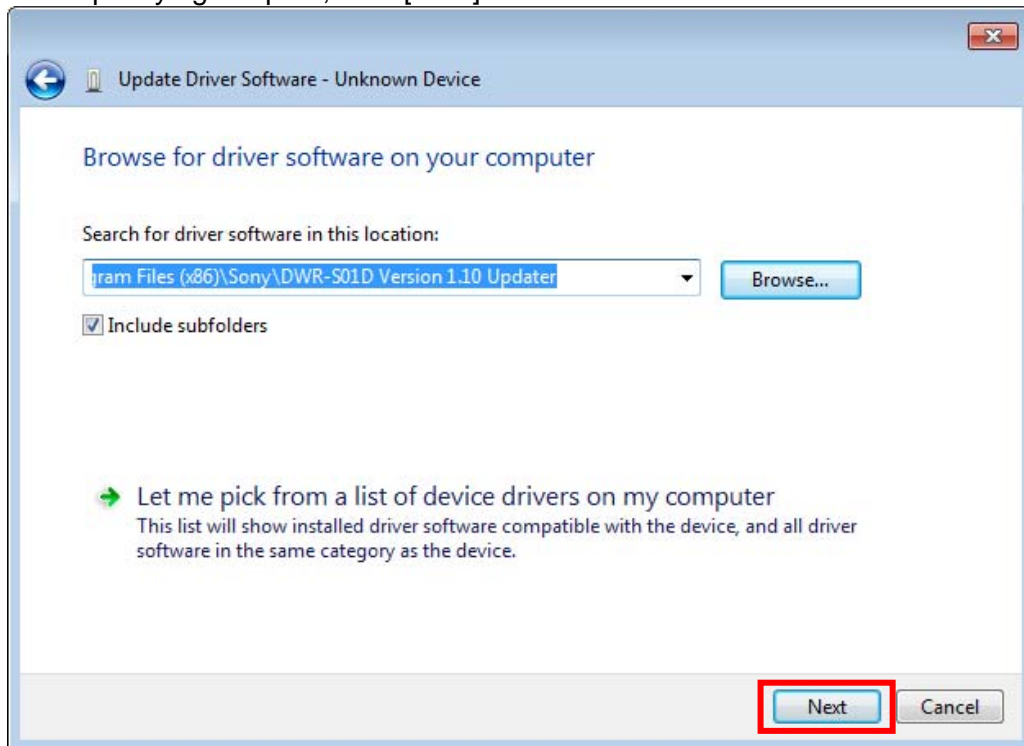 Update Driver Software - Unknown Device
Browse for driver software on your computer
Search for driver software in this location:
gram Files (x86)\Sony\DWR-S01D Version 1.10 Updater
Browse...
Include subfolders
Let me pick from a list of device drivers on my computer
This list will show installed driver software compatible with the device, and all driver
software in the same category as the device.
Next
Cancel